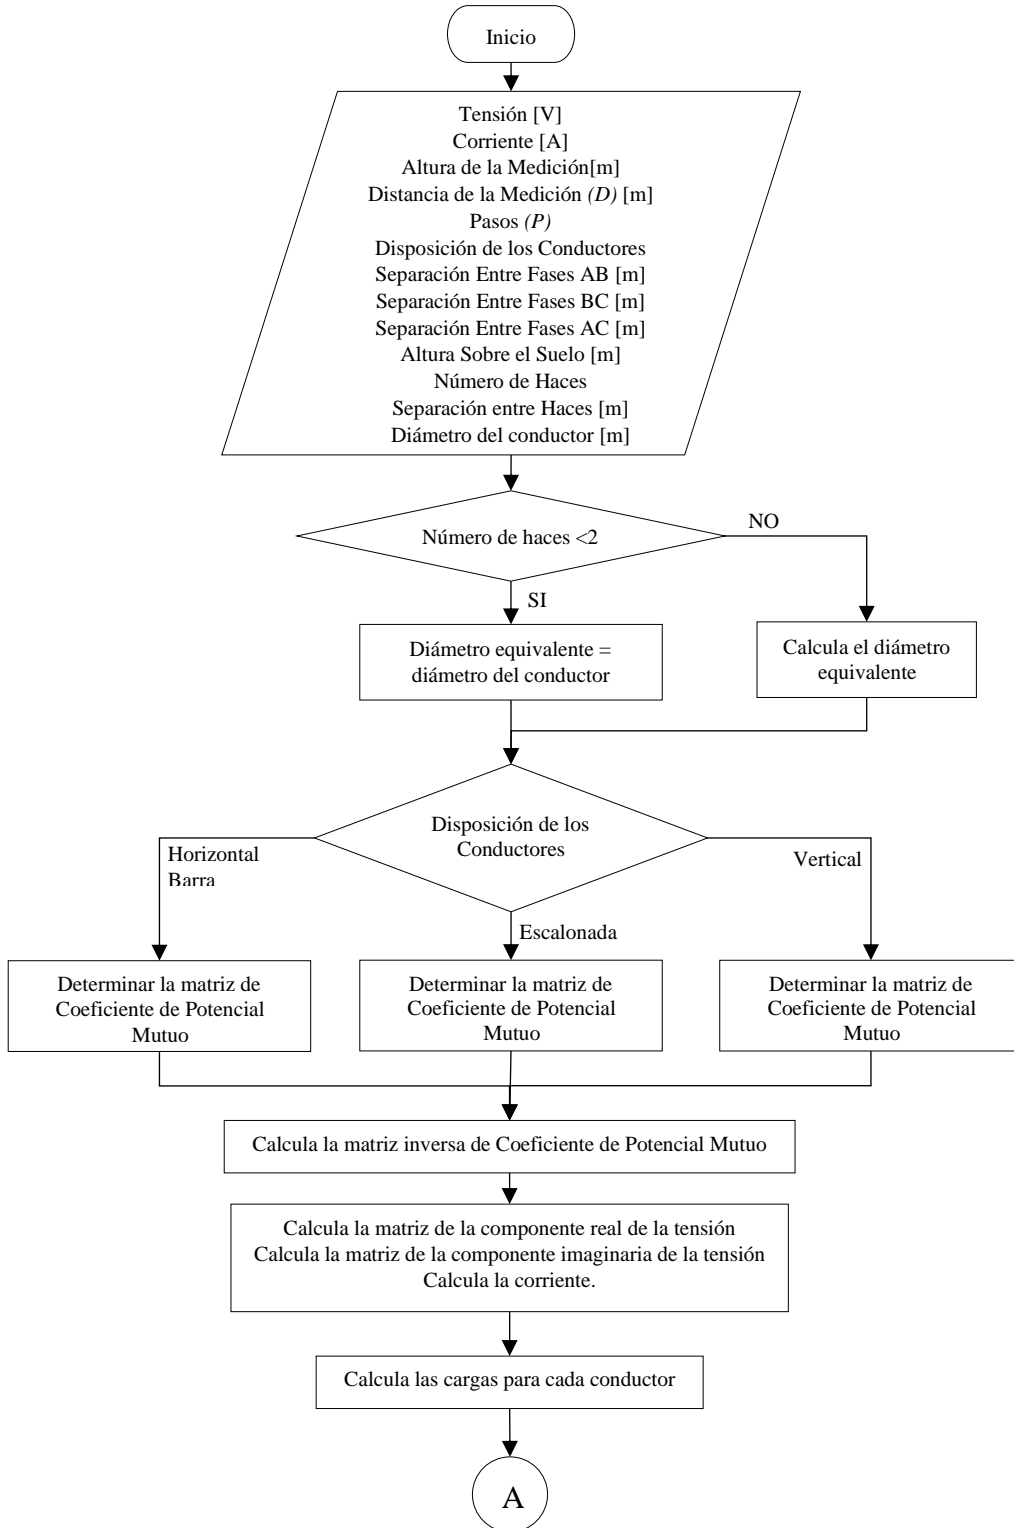 Inicio
Tensión [V]
Corriente [A]
Altura de la Medición[m]
Distancia de la Medición (D) [m]
Pasos (P)
Disposición de los Conductores
Separación Entre Fases AB [m]
Separación Entre Fases BC [m]
Separación Entre Fases AC [m]
Altura Sobre el Suelo [m]
Número de Haces
Separación entre Haces [m]
Diámetro del conductor [m]
Número de haces <2
NO
SI
Diámetro equivalente =
diámetro del conductor
Calcula el diámetro
equivalente
Disposición de los
Conductores
Horizontal
Barra
Vertical
Escalonada
Determinar la matriz de
Coeficiente de Potencial
Mutuo
Determinar la matriz de
Coeficiente de Potencial
Mutuo
Determinar la matriz de
Coeficiente de Potencial
Mutuo
Calcula la matriz inversa de Coeficiente de Potencial Mutuo
Calcula la matriz de la componente real de la tensión
Calcula la matriz de la componente imaginaria de la tensión
Calcula la corriente.
Calcula las cargas para cada conductor
A